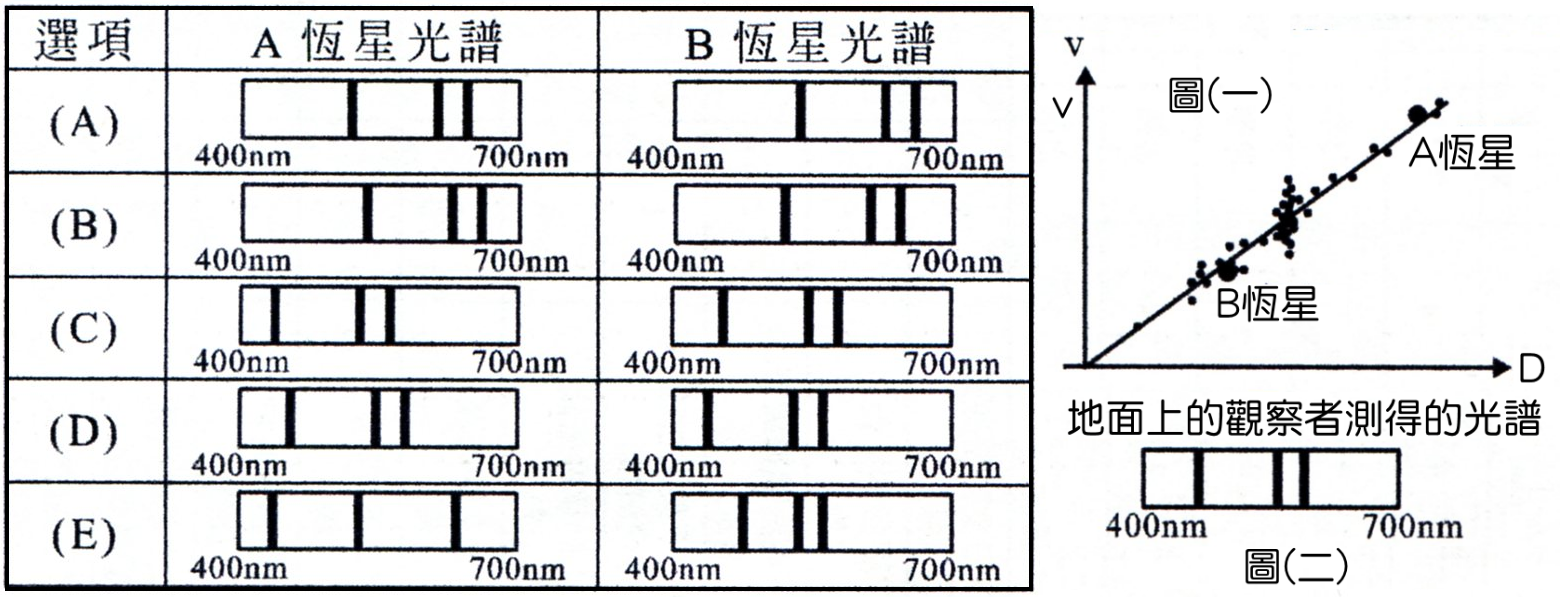 選項 A 恆星光譜 B 恆星光譜
(A) 400nm 700nm 400nm 700nm
(B) 400nm 700nm 400nm 700nm
(C) 400nm 700nm 400nm 700nm
(D) 400nm 700nm 400nm 700nm
(E) 400nm 700nm 400nm 700nm
v
V
圖(一)
A恆星
B恆星
D
地面上的觀察者測得的光譜
400nm 700nm
圖(二)